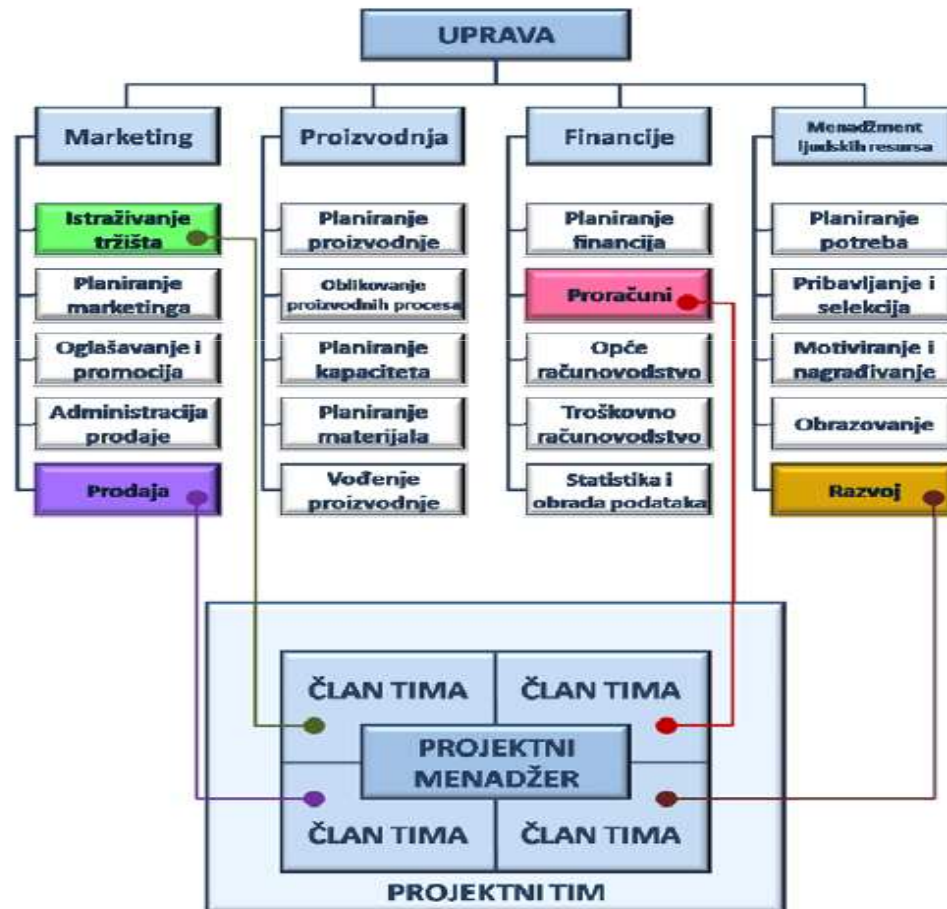 UPRAVA
Marketing
Proizvodnja
Financije
Menadžment
ljudskih resursa
Istraživanje
tržišta
Planiranje
marketinga
Oglašavanje i
promocija
Administracija
prodaje
Prodaja
Planiranje
proizvodnje
Oblikovanje
proizvodnih procesa
Planiranje
kapaciteta
Planiranje
materijala
Vođenje
proizvodnje
Planiranje
financija
Proračuni
Opće
računovodstvo
Troškovno
računovodstvo
Statistika i
obrada podataka
Planiranje
potreba
Pribavljanje i
selekcija
Motiviranje i
nagrađivanje
Obrazovanje
Razvoj
ČLAN TIMA
ČLAN TIMA
PROJEKTNI
MENADŽER
ČLAN TIMA
ČLAN TIMA
PROJEKTNI TIM